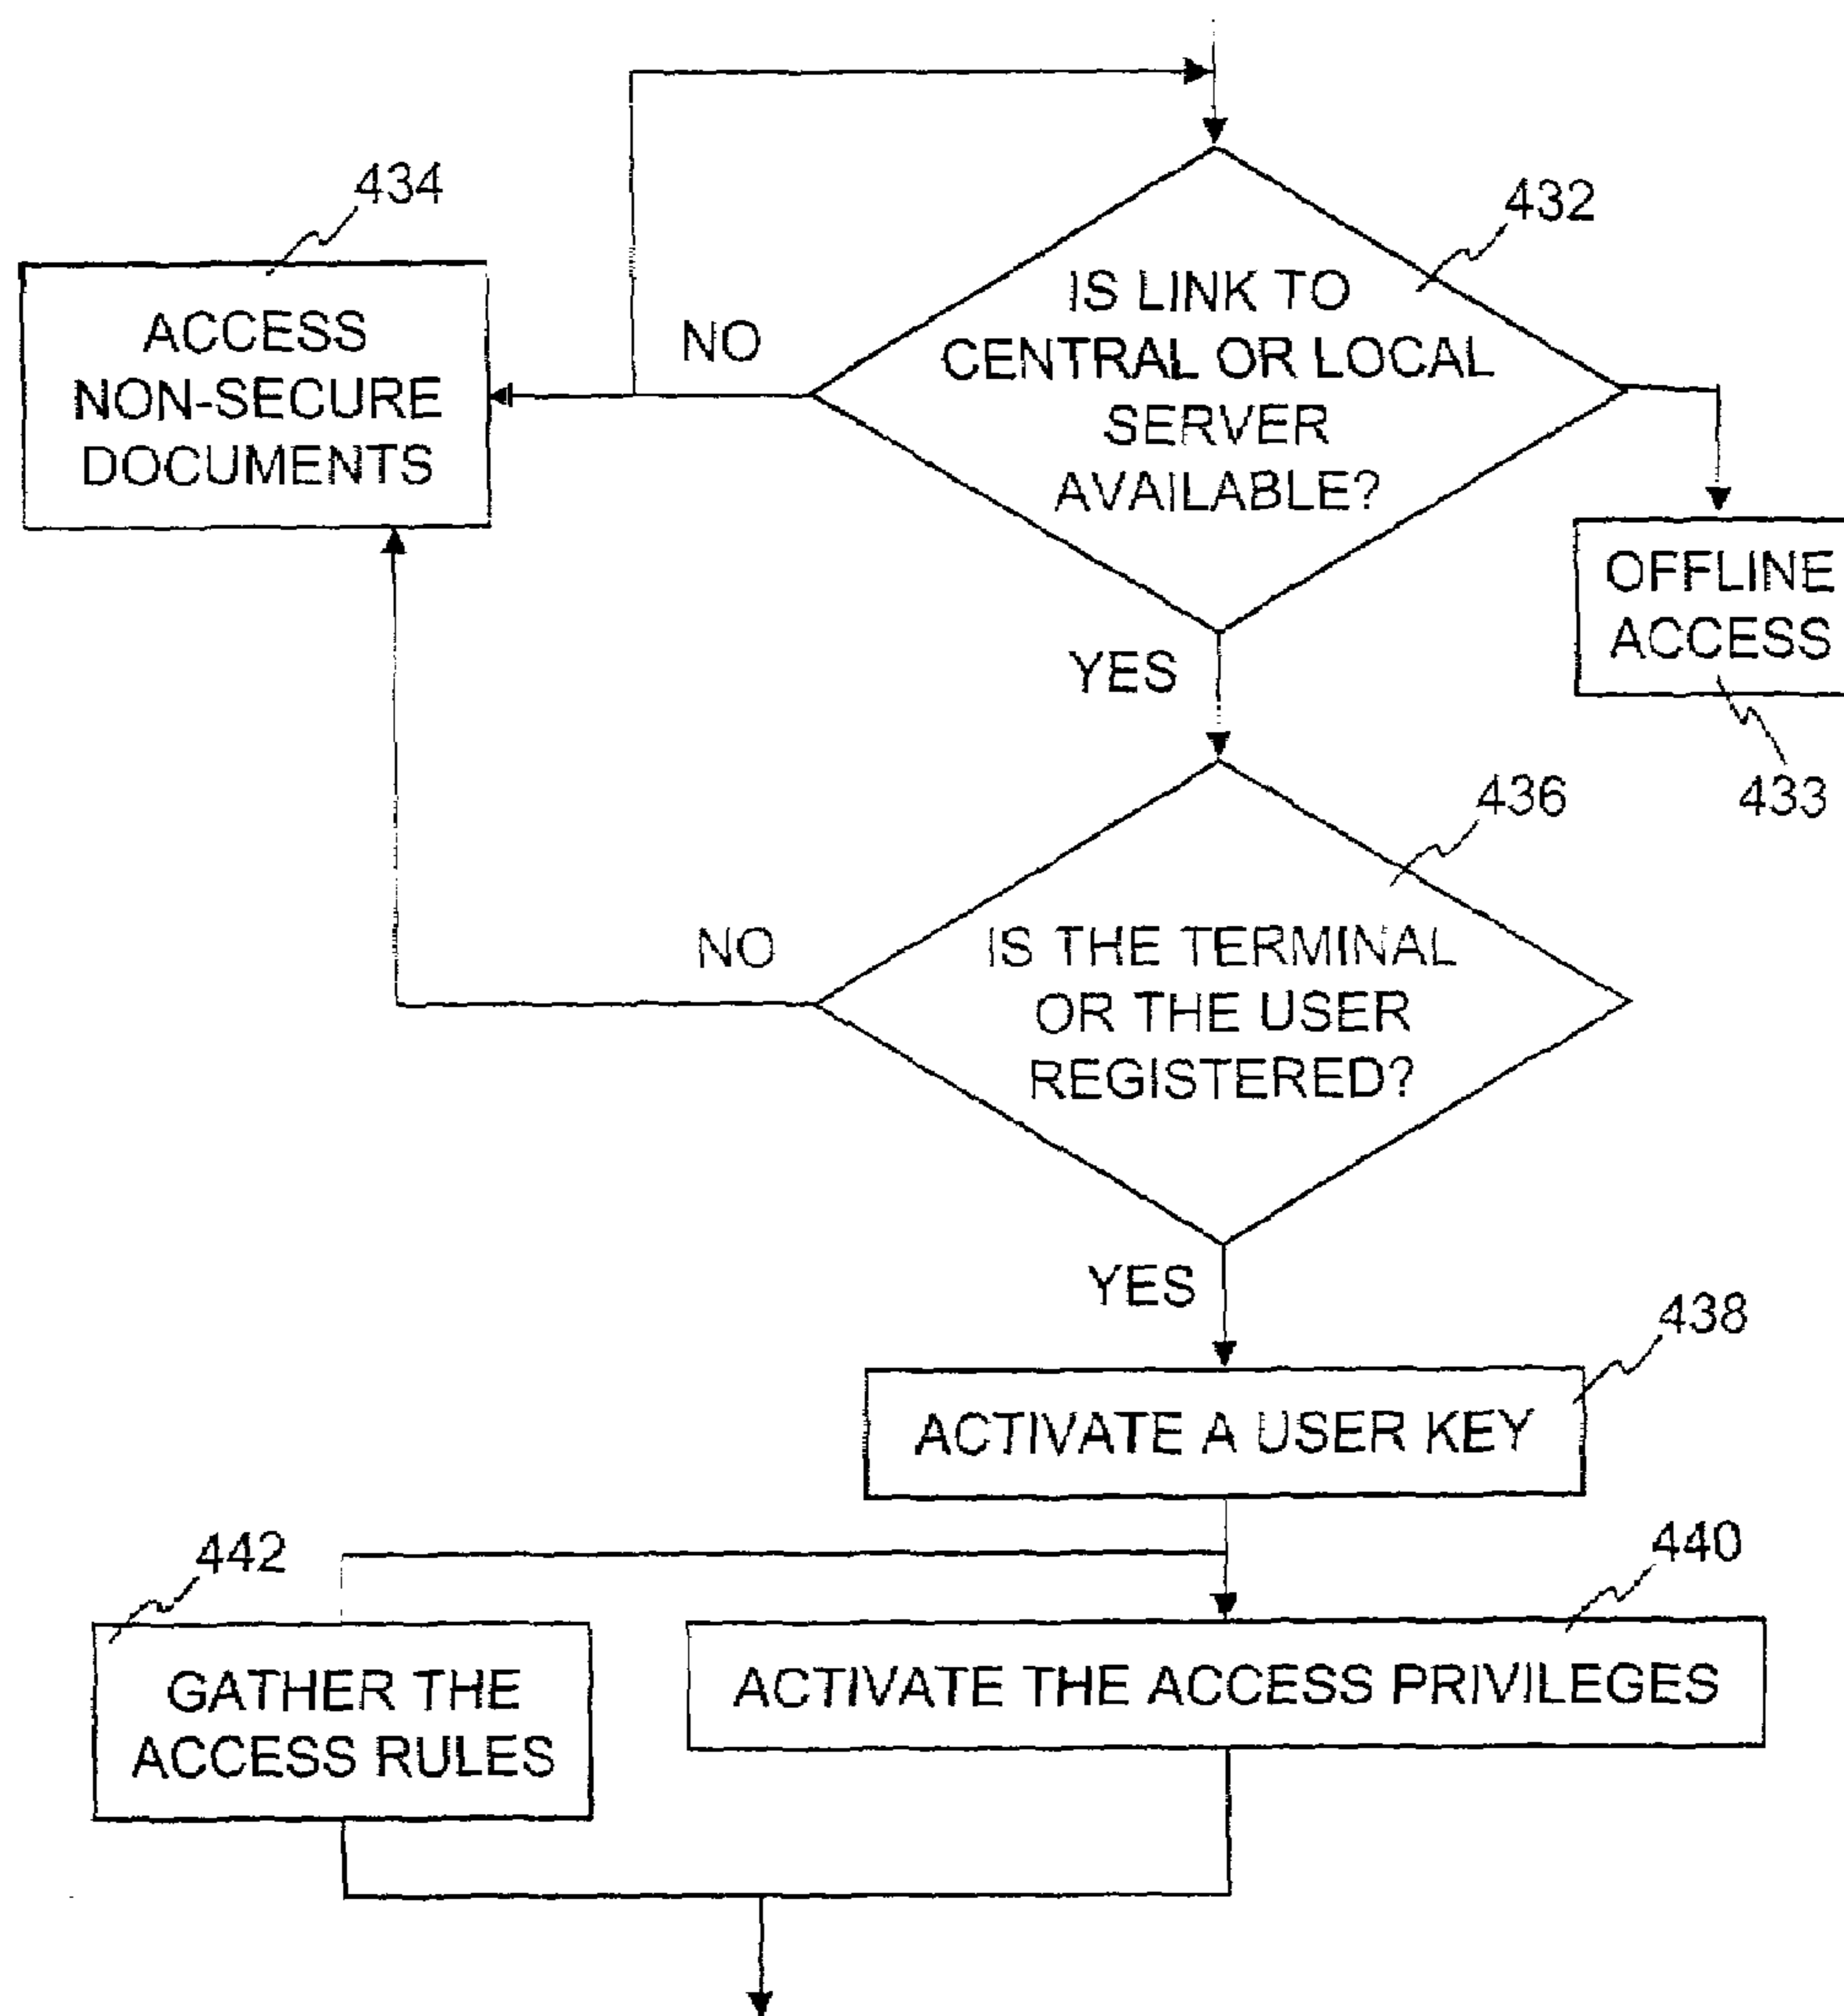 434
432
ACCESS
NON-SECURE
DOCUMENTS
NO
IS LINK TO
CENTRAL OR LOCAL
SERVER
AVAILABLE?
OFFLINE
ACCESS
433
YES
436
NO
IS THE TERMINAL
OR THE USER
REGISTERED?
YES
438
ACTIVATE A USER KEY
442
440
GATHER THE
ACCESS RULES
ACTIVATE THE ACCESS PRIVILEGES